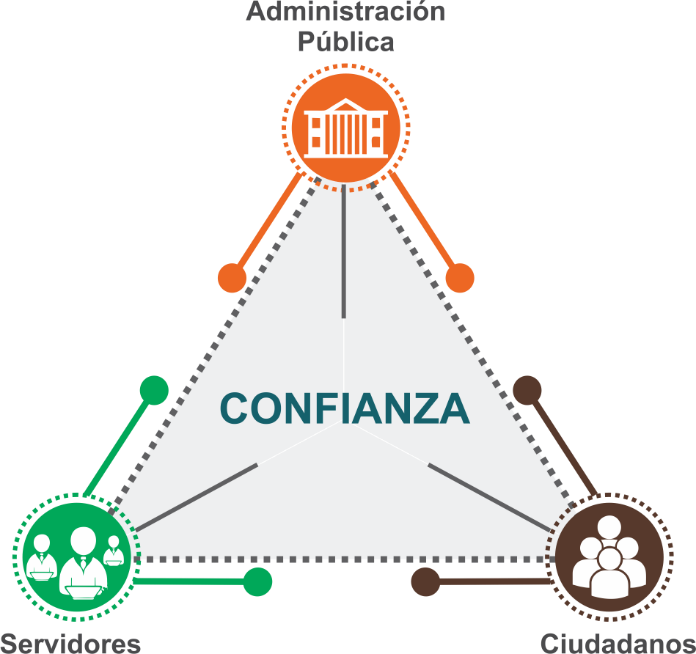 Administración
Pública
CONFIANZA
Servidores
Ciudadanos